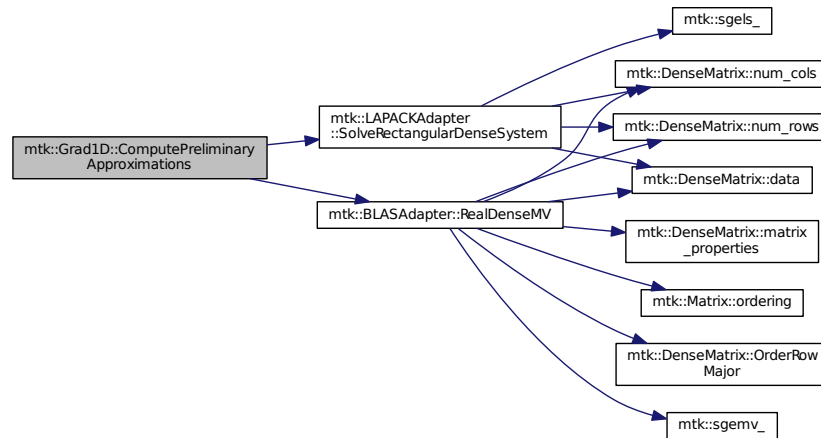 mtk::Grad1D::ComputePreliminary
Approximations
mtk::LAPACKAdapter
::SolveRectangularDenseSystem
mtk::BLASAdapter::RealDenseMV
mtk::sgels_
mtk::DenseMatrix::num_cols
mtk::DenseMatrix::num_rows
mtk::DenseMatrix::data
mtk::DenseMatrix::matrix
_properties
mtk::Matrix::ordering
mtk::DenseMatrix::OrderRow
Major
mtk::sgemv_